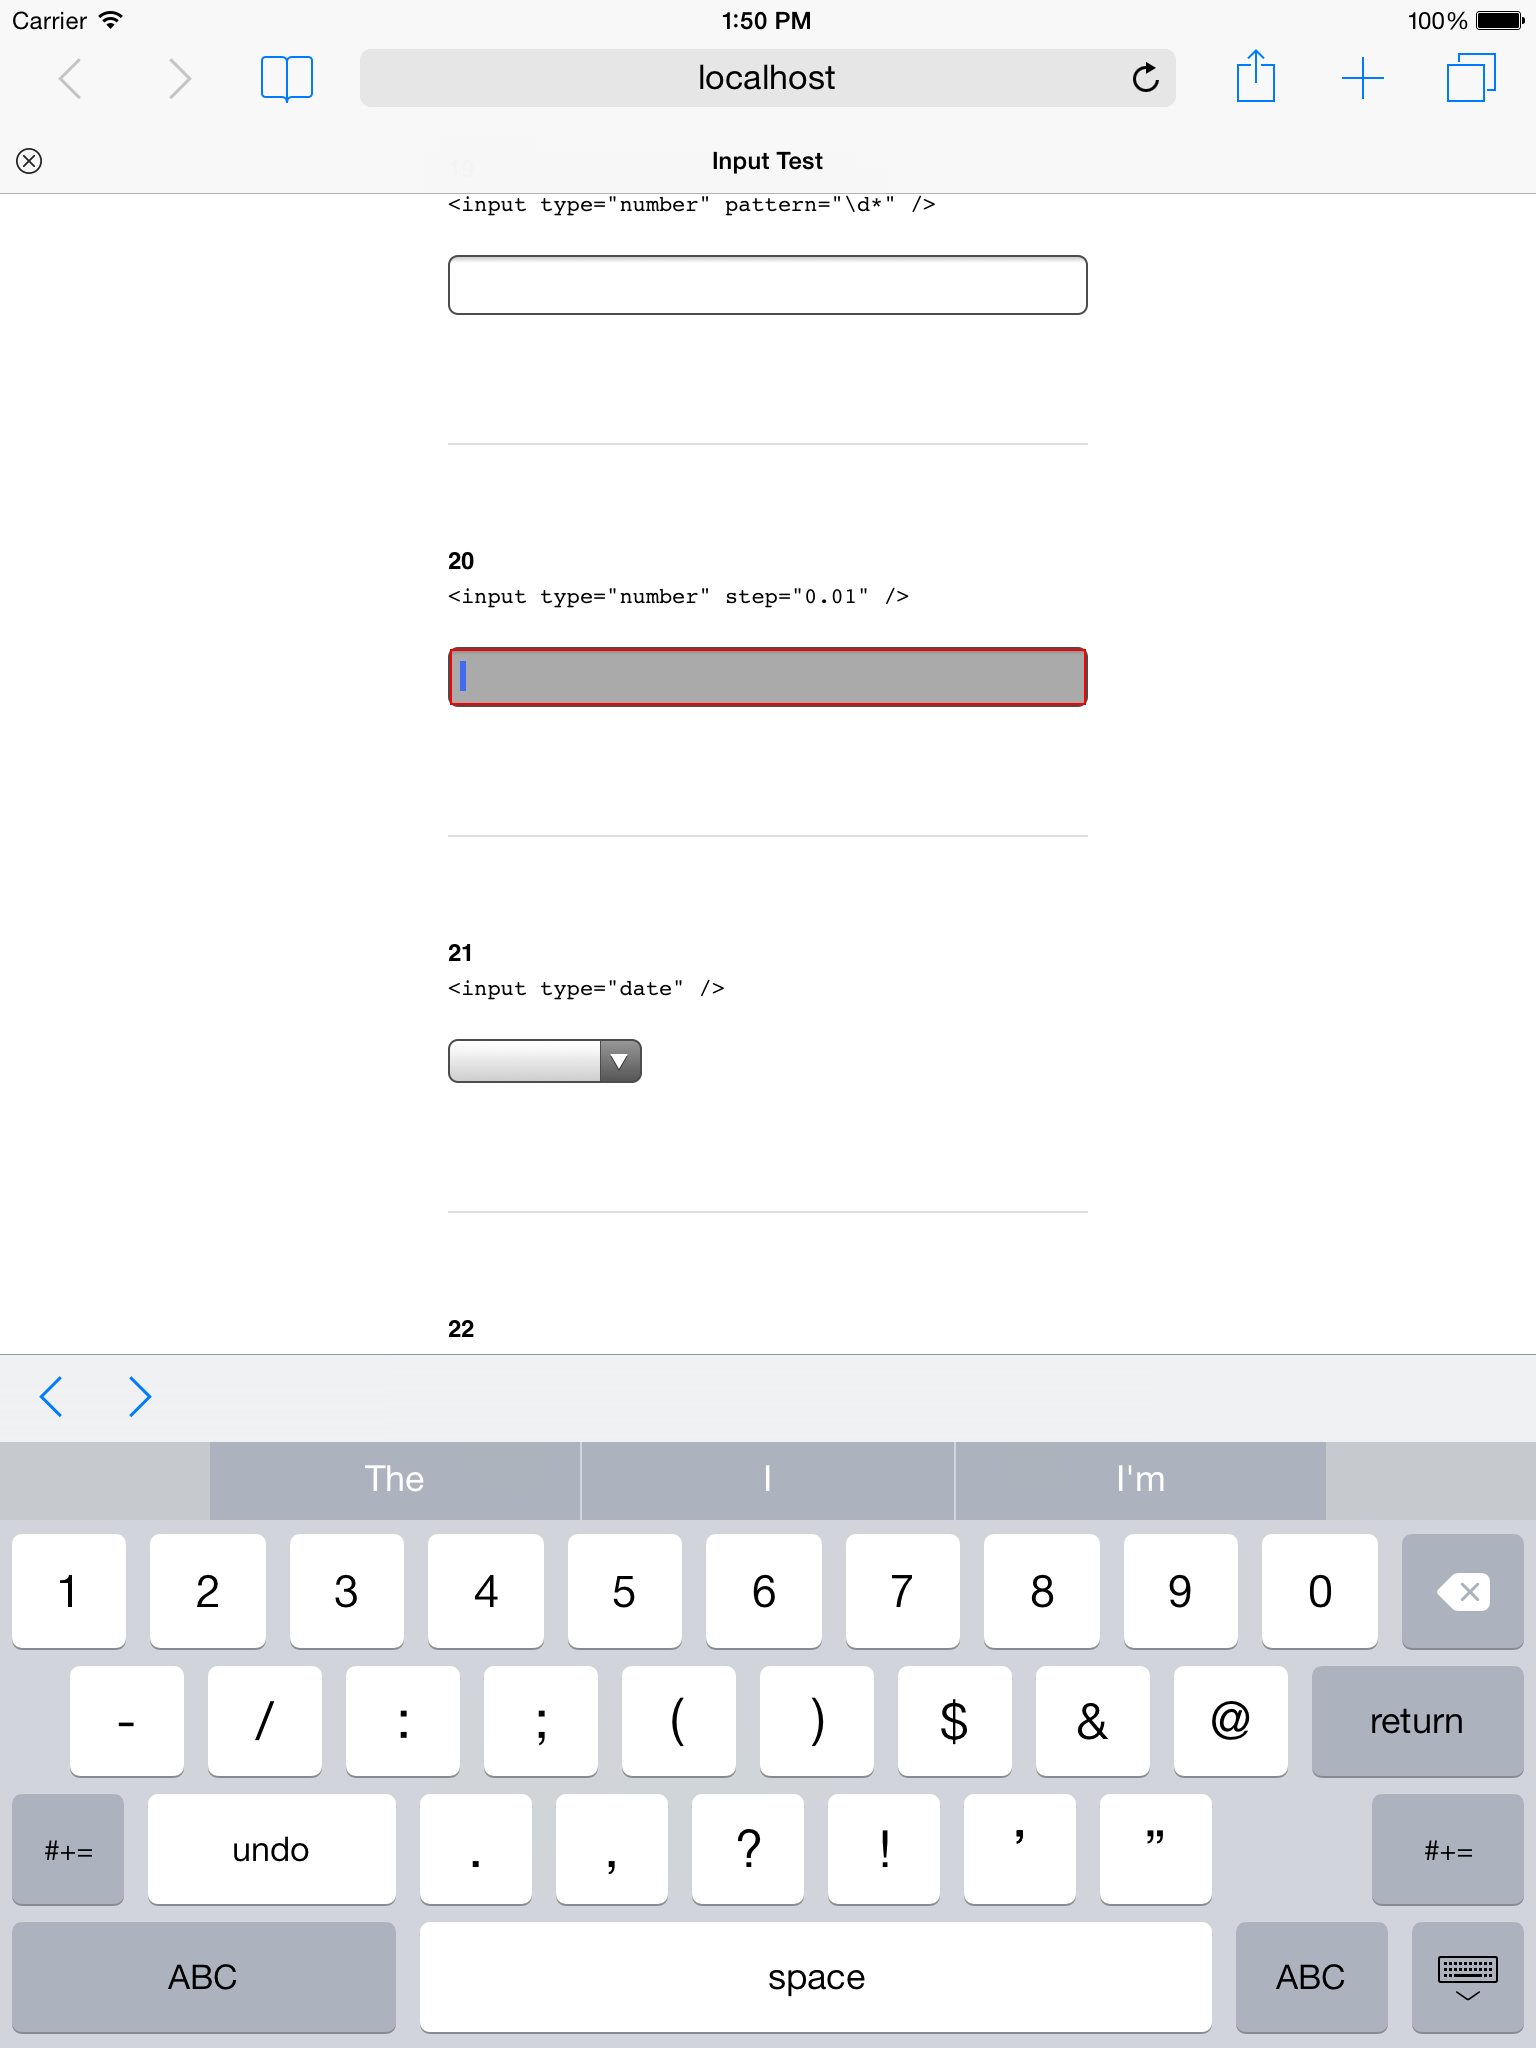 Carrier 1:50 PM 100%
localhost
Input Test
<input type="number" pattern="\d*" />
20
<input type="number" step="0.01" />
21
<input type="date" />
22
The I I'm
1 2 3 4 5 6 7 8 9 0
- / : ; ( ) $ & @ return
#+= undo . , ? ! ’ ” #+=
ABC space ABC